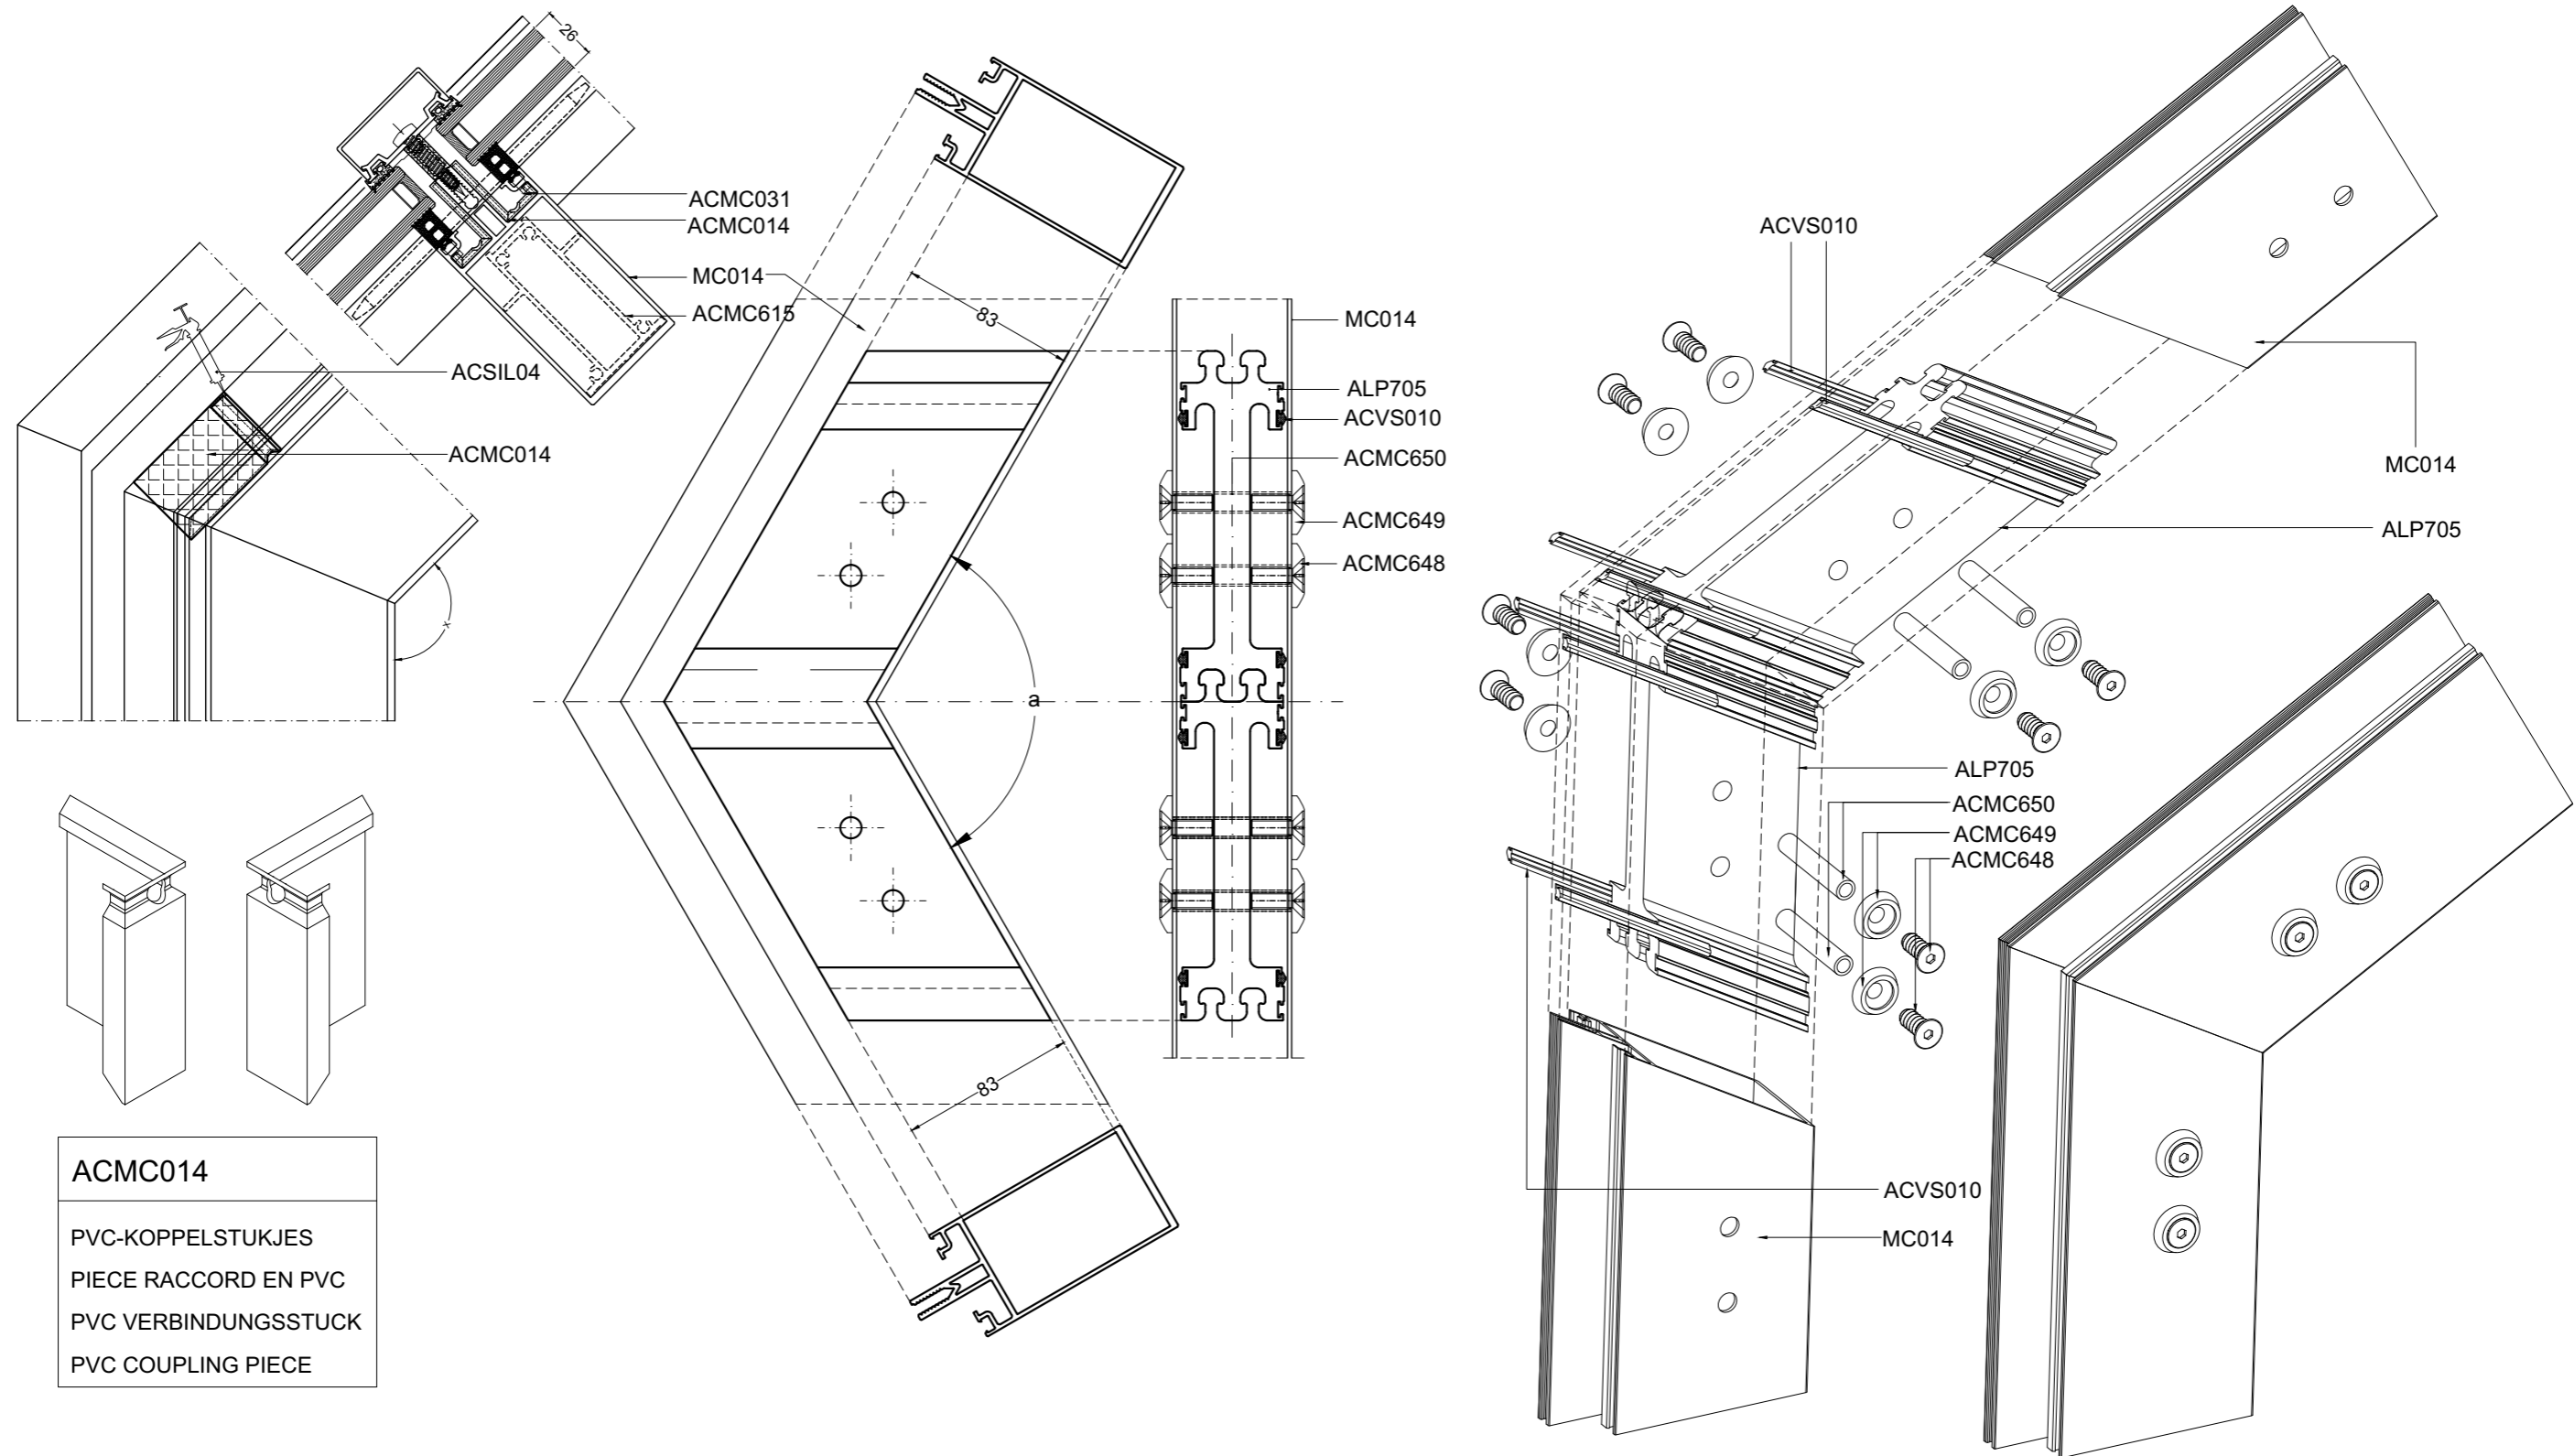 26
ACMC031
ACMC014
MC014
ACMC615
ACSIL04
ACMC014
x
83
a
83
MC014
ALP705
ACVS010
ACMC650
ACMC649
ACMC648
ACVS010
MC014
ALP705
ALP705
ACMC650
ACMC649
ACMC648
ACVS010
MC014
ACMC014
PVC-KOPPELSTUKJES
PIECE RACCORD EN PVC
PVC VERBINDUNGSSTUCK
PVC COUPLING PIECE